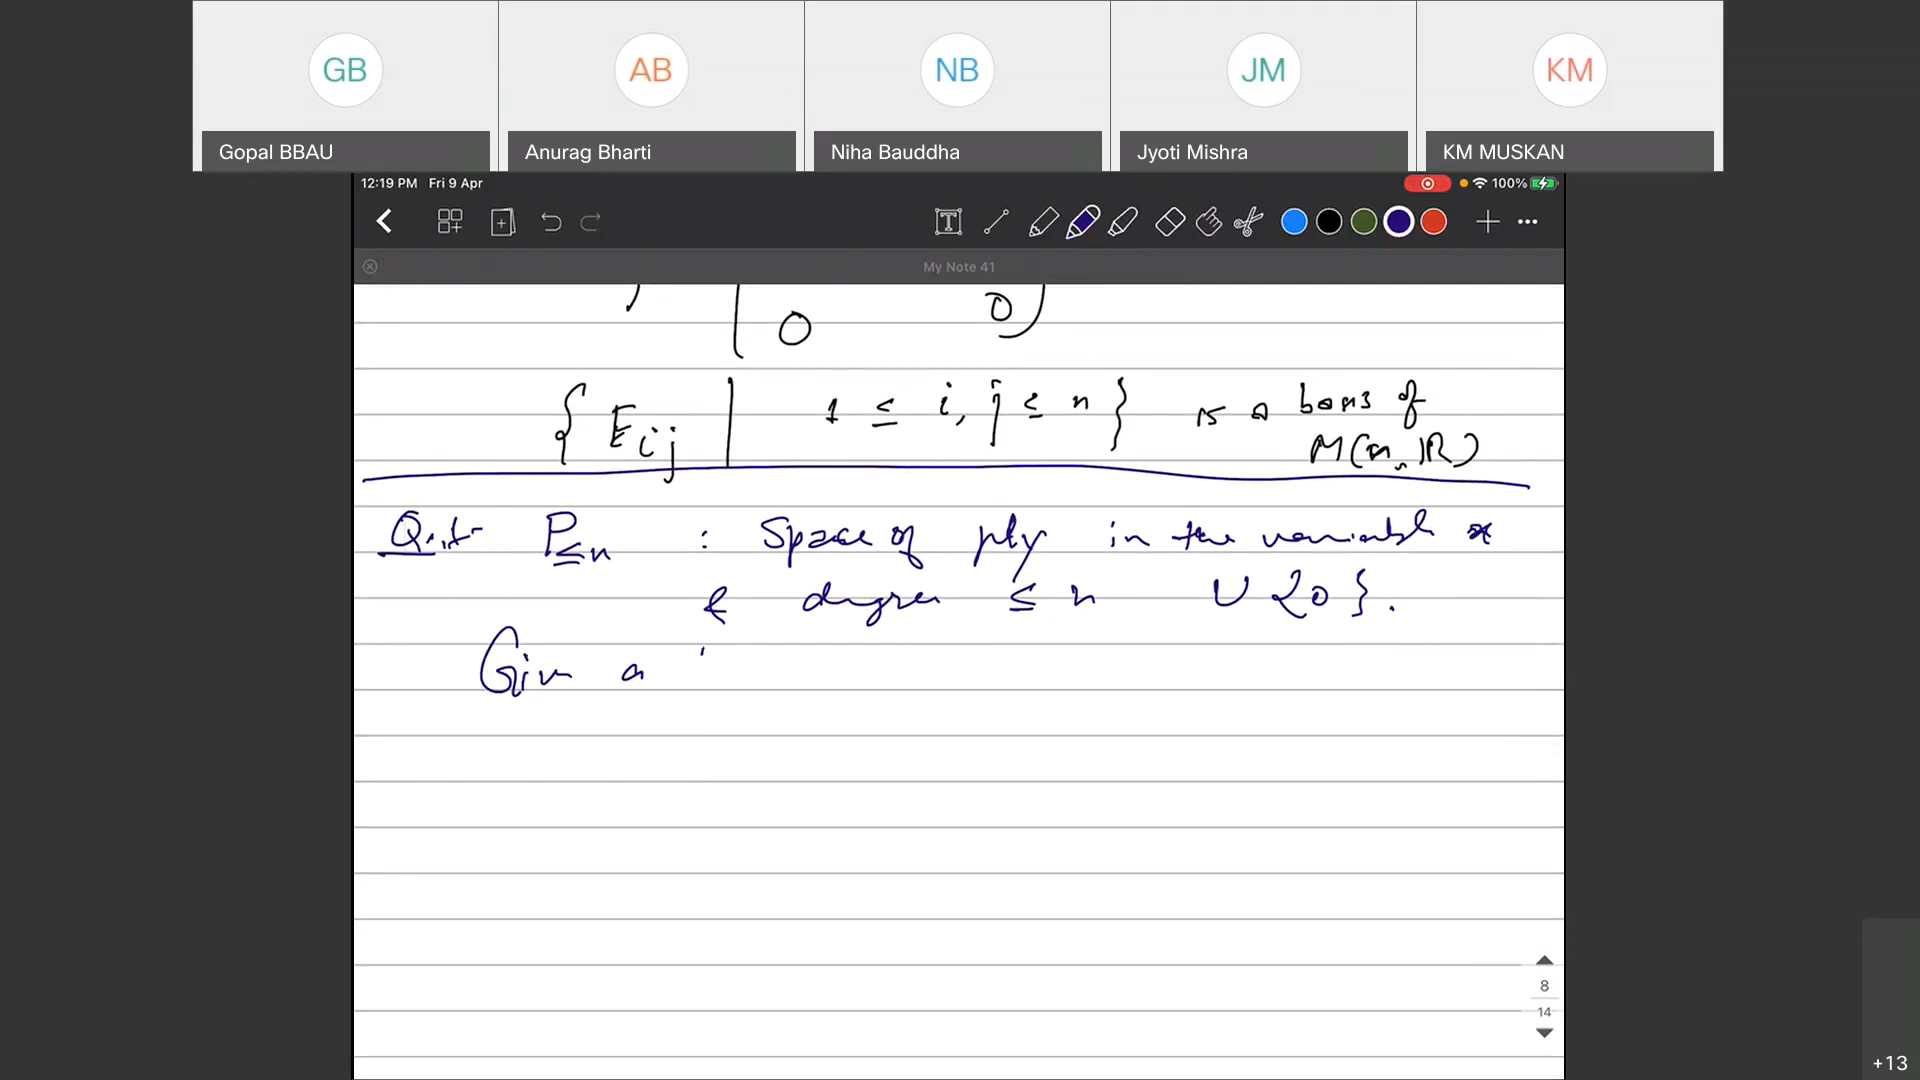 GB AB NB JM KM
Gopal BBAU Anurag Bharti Niha Bauddha Jyoti Mishra KM MUSKAN
12:19 PM Fri 9 Apr 100%
T
My Note 41
0 0
{ E_ij | 1 ≤ i, j ≤ n } is a basis of
M(n, ℝ)
P_≤n : Space of ply in the variable x
& degree ≤ n ∪ {0}.
Given a
8
14
+13